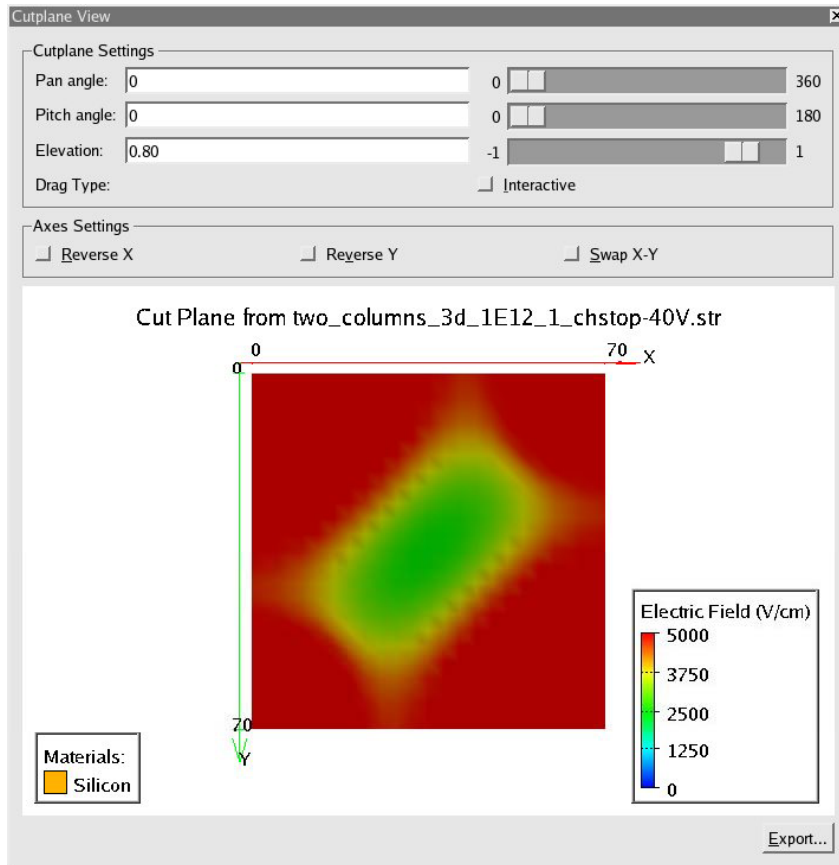 Cutplane View
Cutplane Settings
Pan angle: 0 0 360
Pitch angle: 0 0 180
Elevation: 0.80 -1 1
Drag Type: Interactive
Axes Settings
Reverse X Reverse Y Swap X-Y
Cut Plane from two_columns_3d_1E12_1_chstop-40V.str
0 70 X
0
70
Y
Electric Field (V/cm)
5000
3750
2500
1250
0
Materials:
Silicon
Export...